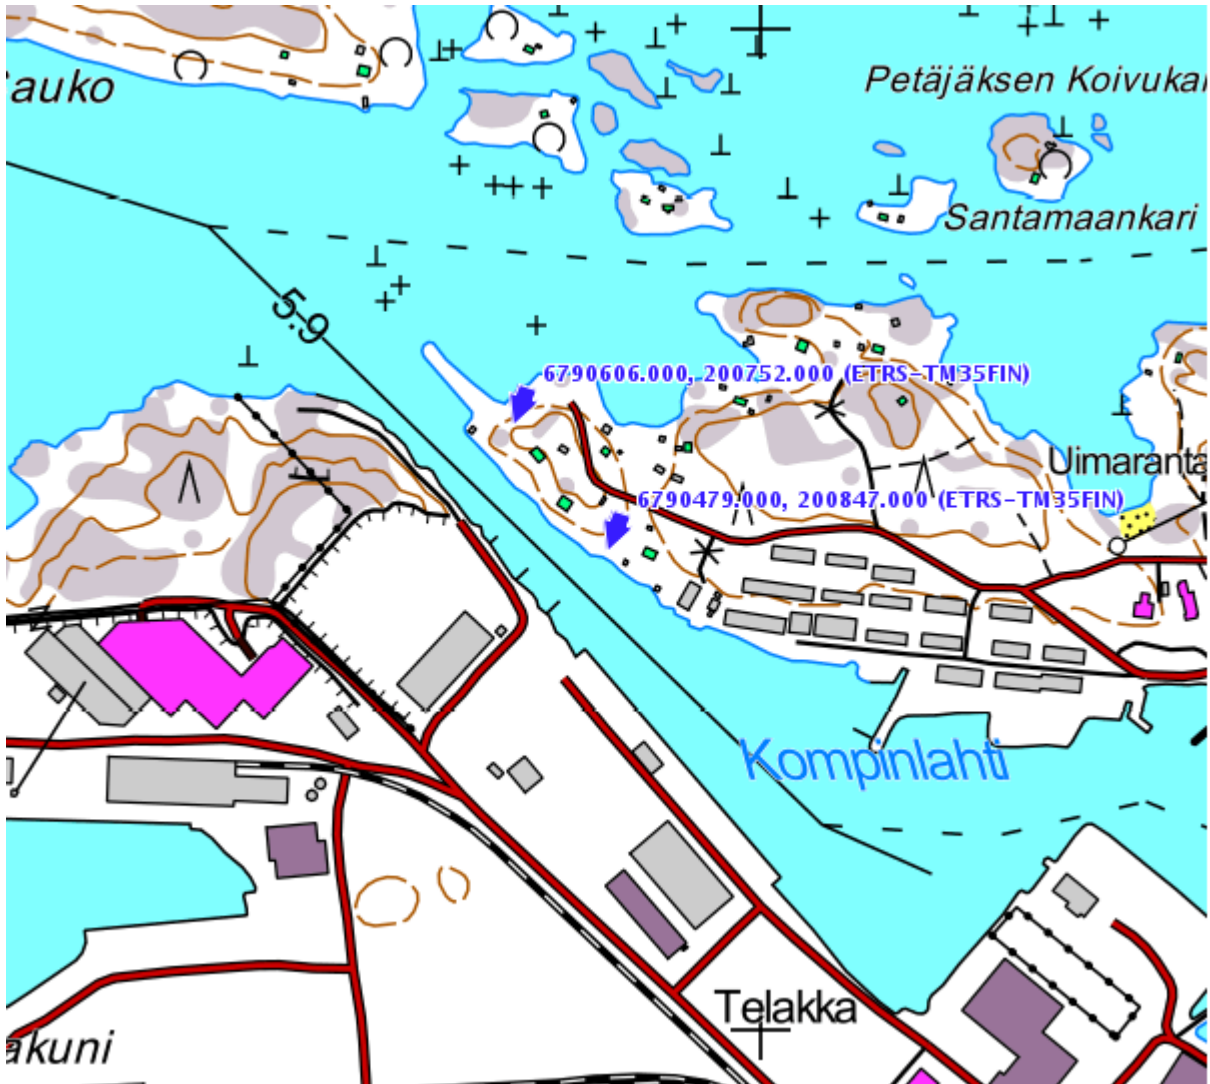 auko
Petäjäksen Koivukar
Santamaankari
5.9
6790606.000, 200752.000 (ETRS-TM35FIN)
Uimaranta
6790479.000, 200847.000 (ETRS-TM35FIN)
Kompinlahti
Telakka
akuni